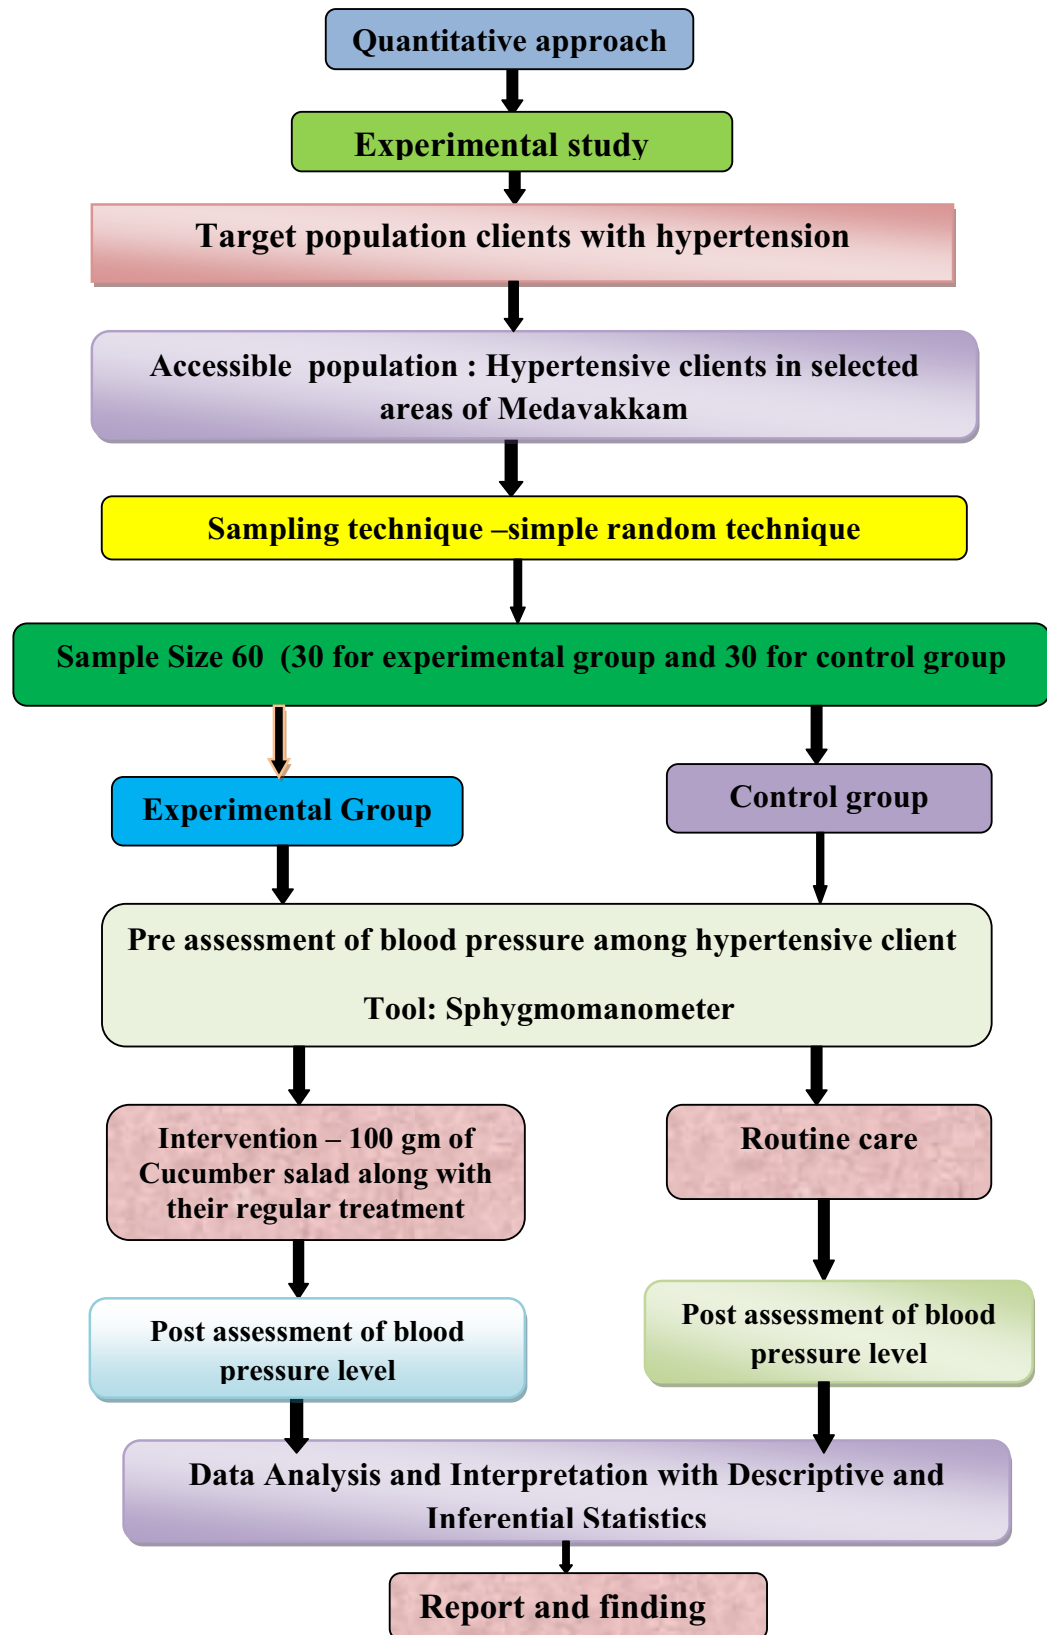 Quantitative approach
Experimental study
Target population clients with hypertension
Accessible population : Hypertensive clients in selected
areas of Medavakkam
Sampling technique –simple random technique
Sample Size 60 (30 for experimental group and 30 for control group
Experimental Group
Control group
Pre assessment of blood pressure among hypertensive client
Tool: Sphygmomanometer
Intervention – 100 gm of
Cucumber salad along with
their regular treatment
Routine care
Post assessment of blood
pressure level
Post assessment of blood
pressure level
Data Analysis and Interpretation with Descriptive and
Inferential Statistics
Report and finding